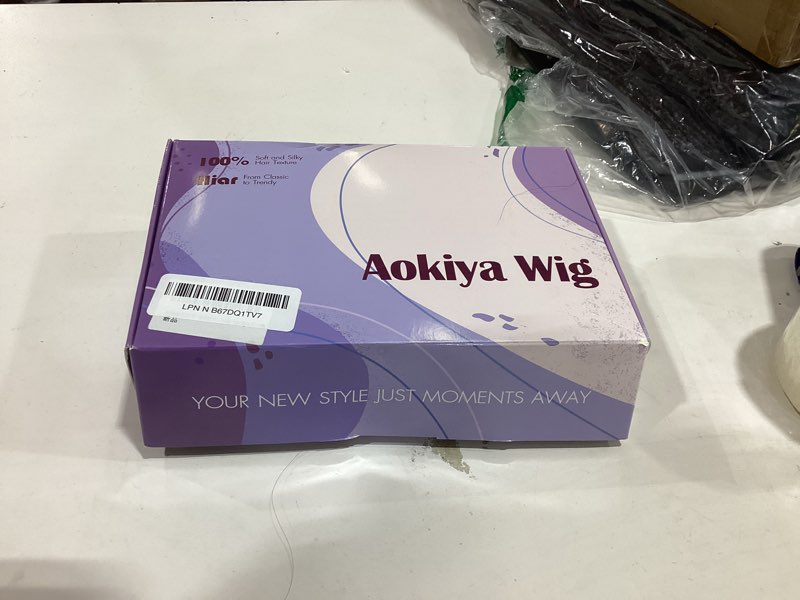 100% Soft and Silky
Hair Texture
Hiar From Classic
to Trendy
Aokiya Wig
LPN N B67DQ1TV7
YOUR NEW STYLE JUST MOMENTS AWAY